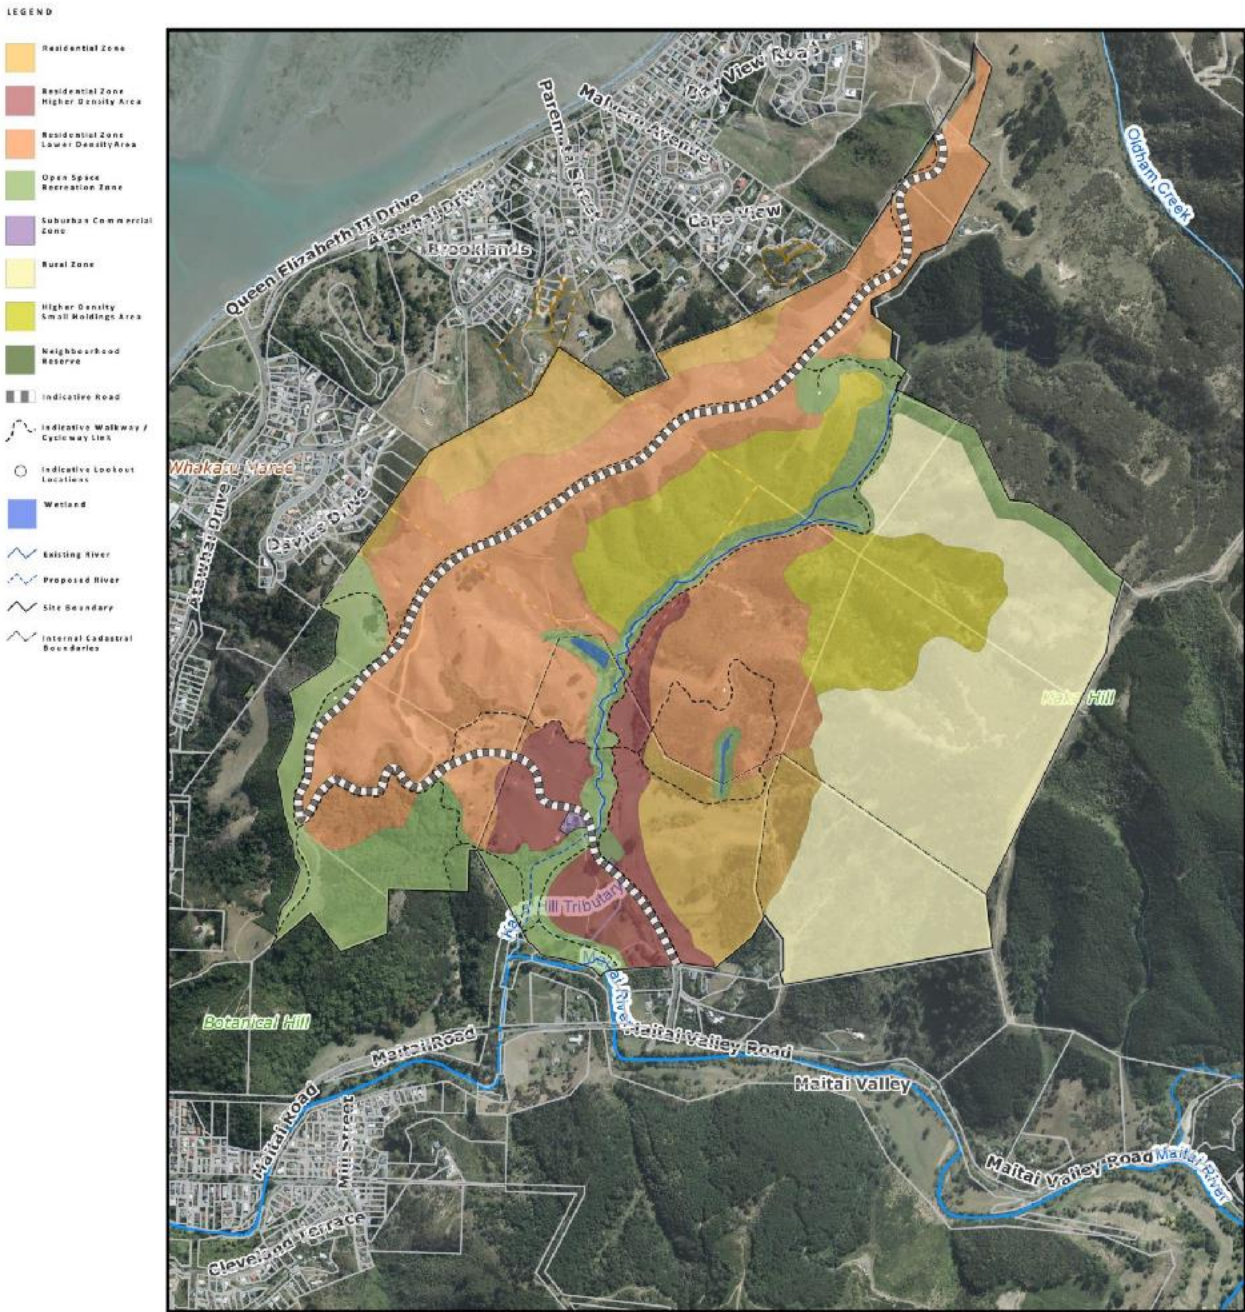 LEGEND
Residential Zone
Residential Zone
Higher Density Area
Residential Zone
Lower Density Area
Open Space
Recreation Zone
Suburban Commercial
Zone
Rural Zone
Higher Density
Small Holdings Area
Neighbourhood
Reserve
Indicative Road
Indicative Walkway /
Cycleway Link
Indicative Lookout
Locations
Wetland
Existing River
Proposed River
Site Boundary
Internal Cadastral
Boundaries
View Road
Malvern Avenue
Oldham Creek
Queen Elizabeth II Drive
Atawhai Drive
Cape View
Brooklands
Whakatu Marae
Davies Drive
Atawhai Drive
Hill
Hill Tributary
River
Botanical Hill
Maitai Road
Maitai Valley Road
Maitai Valley
Maitai Road
Mill Street
Maitai Valley Road
Maitai River
Cleveland Terrace